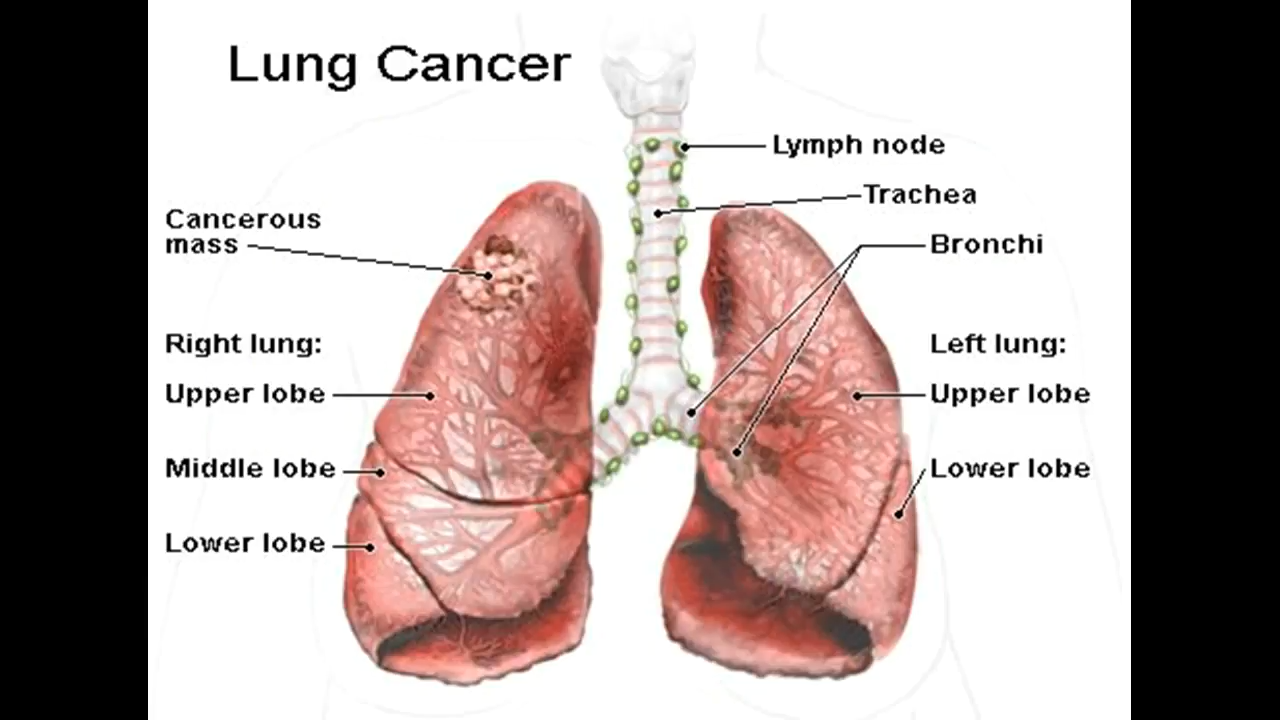 Lung Cancer
Lymph node
Trachea
Cancerous
mass
Bronchi
Right lung:
Left lung:
Upper lobe
Upper lobe
Middle lobe
Lower lobe
Lower lobe